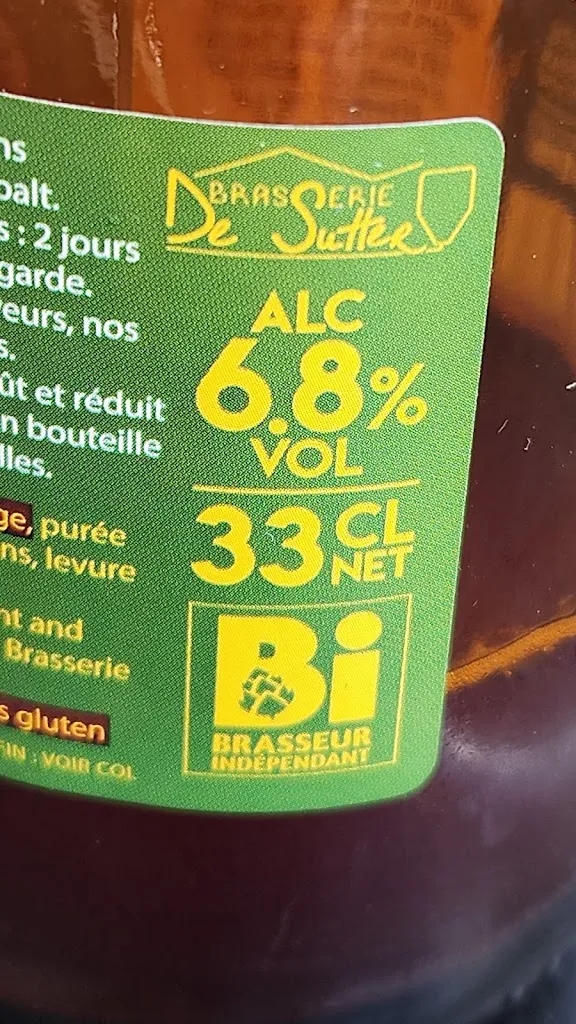 ns
palt.
s : 2 jours
garde.
eurs, nos
s.
ût et réduit
n bouteille
lles.
ge, purée
ns, levure
nt and
Brasserie
s gluten
SIN : VOIR COL
BRASSERIE
De Sutter
ALC
6.8%
VOL
33 CL
NET
Bi
BRASSEUR
INDÉPENDANT